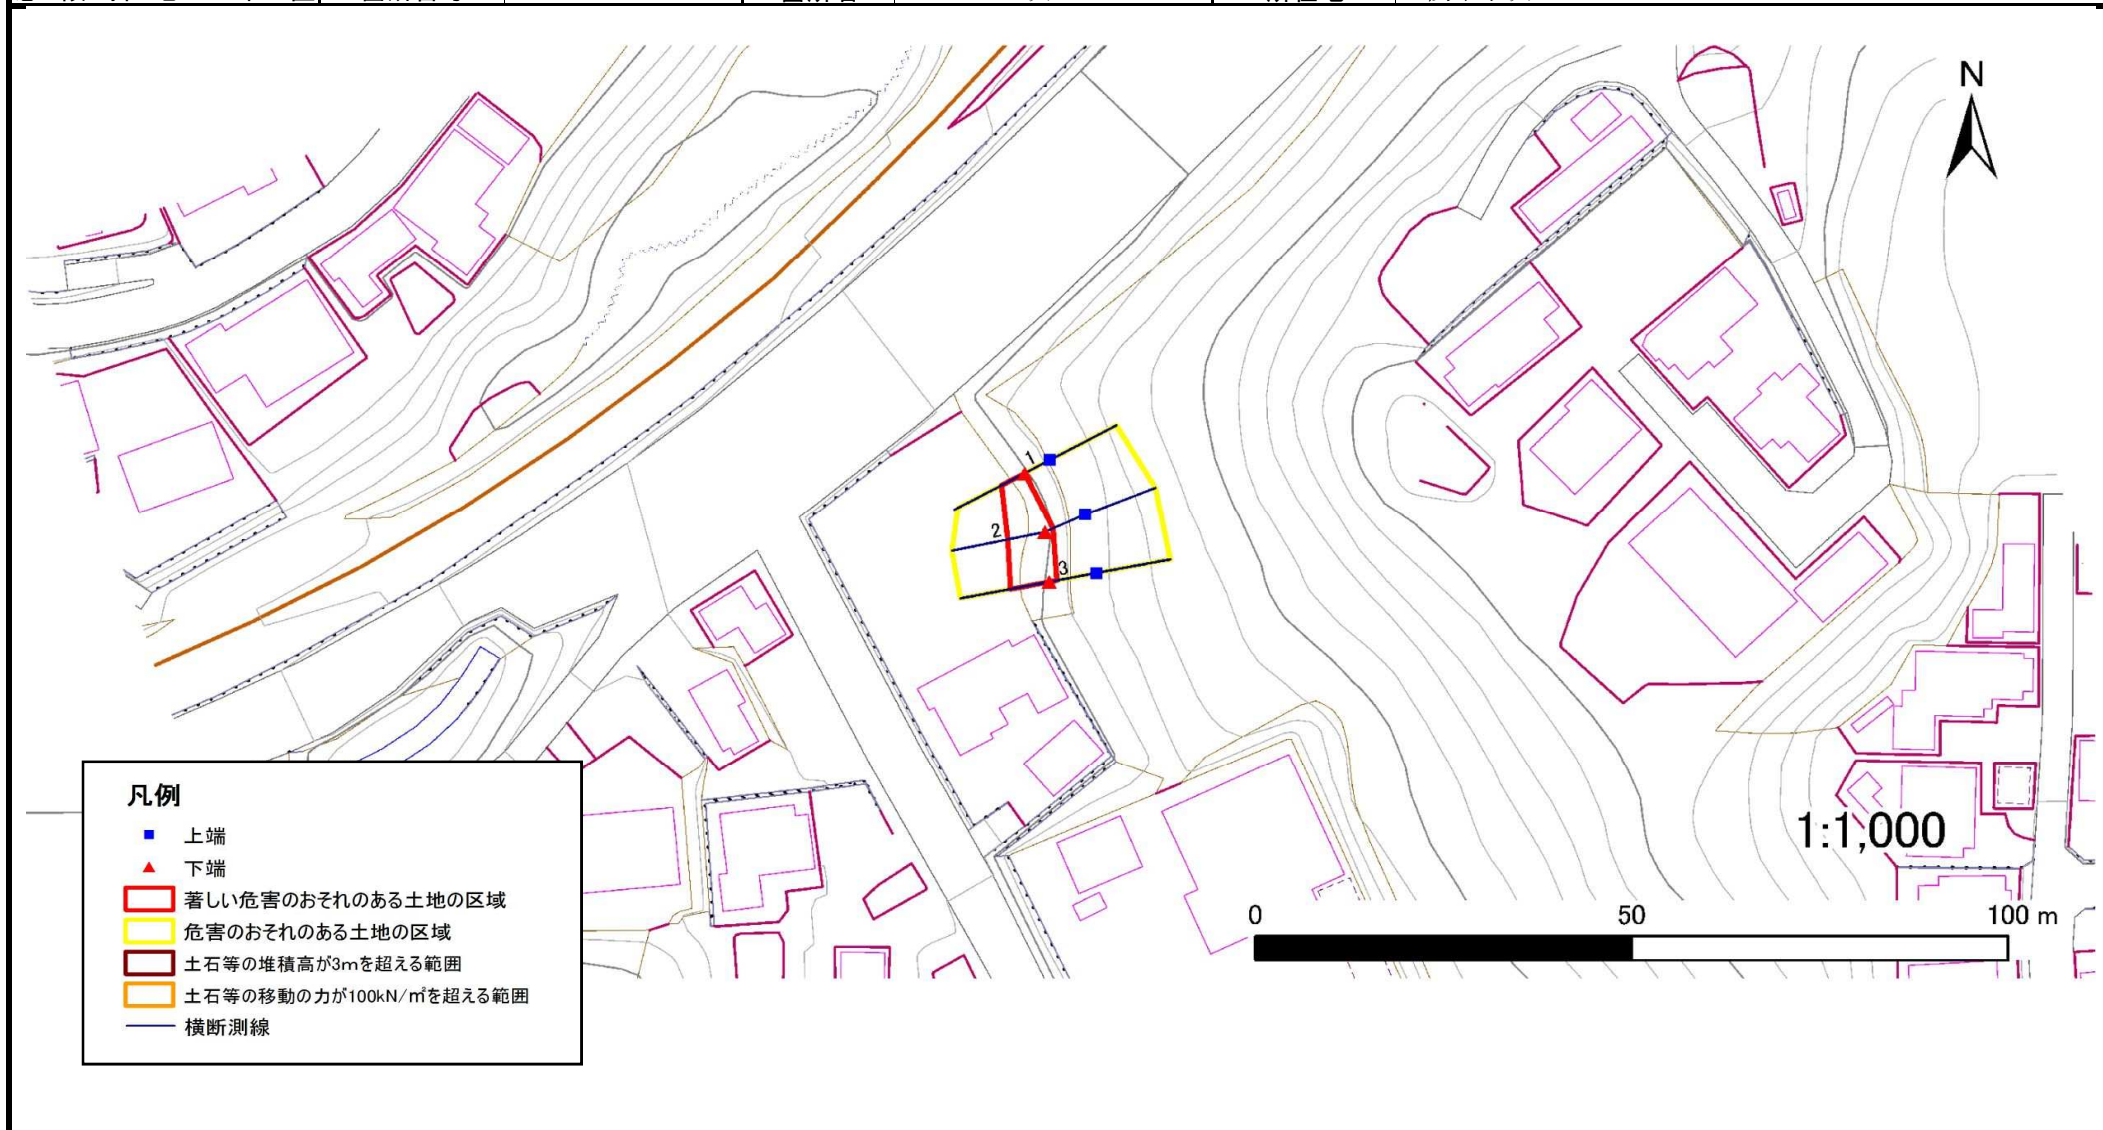 N
1
2
3
凡例
上端
下端
著しい危害のおそれのある土地の区域
危害のおそれのある土地の区域
土石等の堆積高が3mを超える範囲
土石等の移動の力が100kN/㎡を超える範囲
横断測線
1:1,000
0 50 100 m